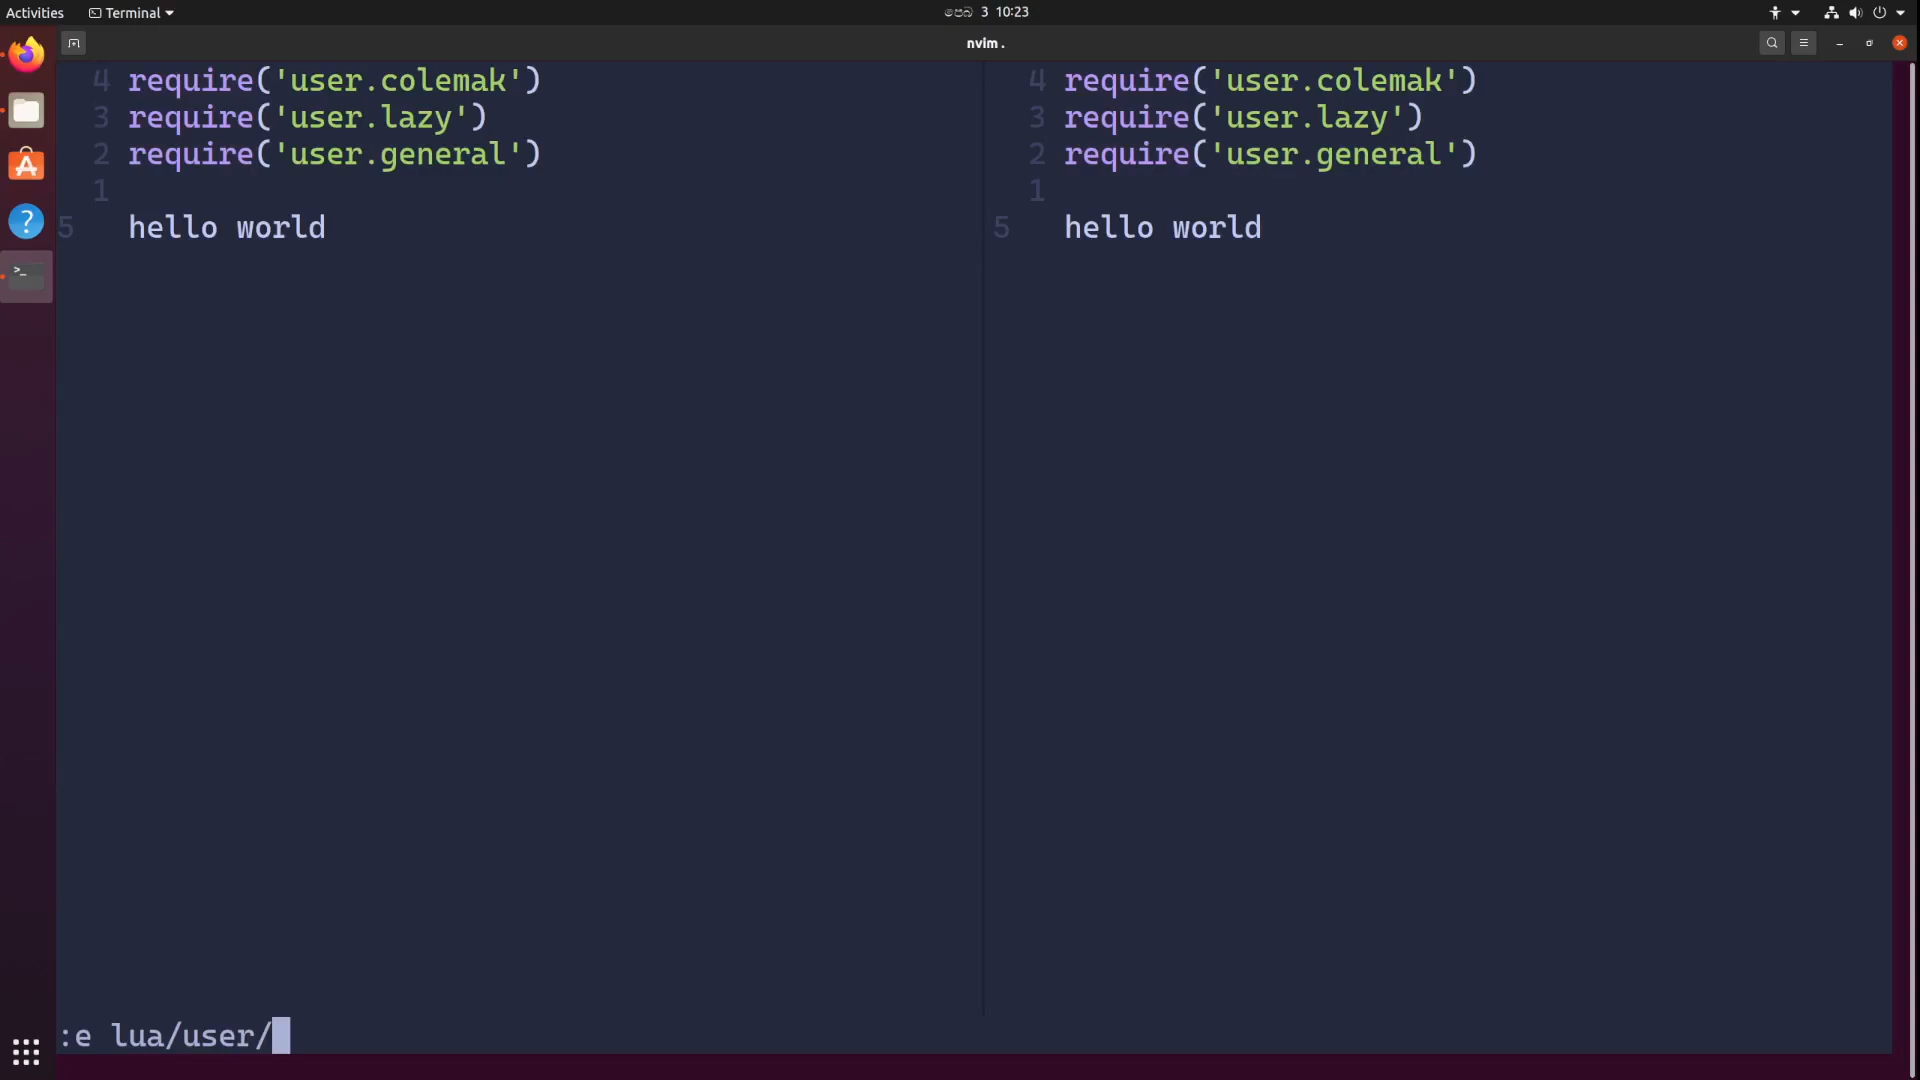 Activities
Terminal
පෙබ 3 10:23
nvim .
4 require('user.colemak')
3 require('user.lazy')
2 require('user.general')
1
5 hello world
4 require('user.colemak')
3 require('user.lazy')
2 require('user.general')
1
5 hello world
:e lua/user/